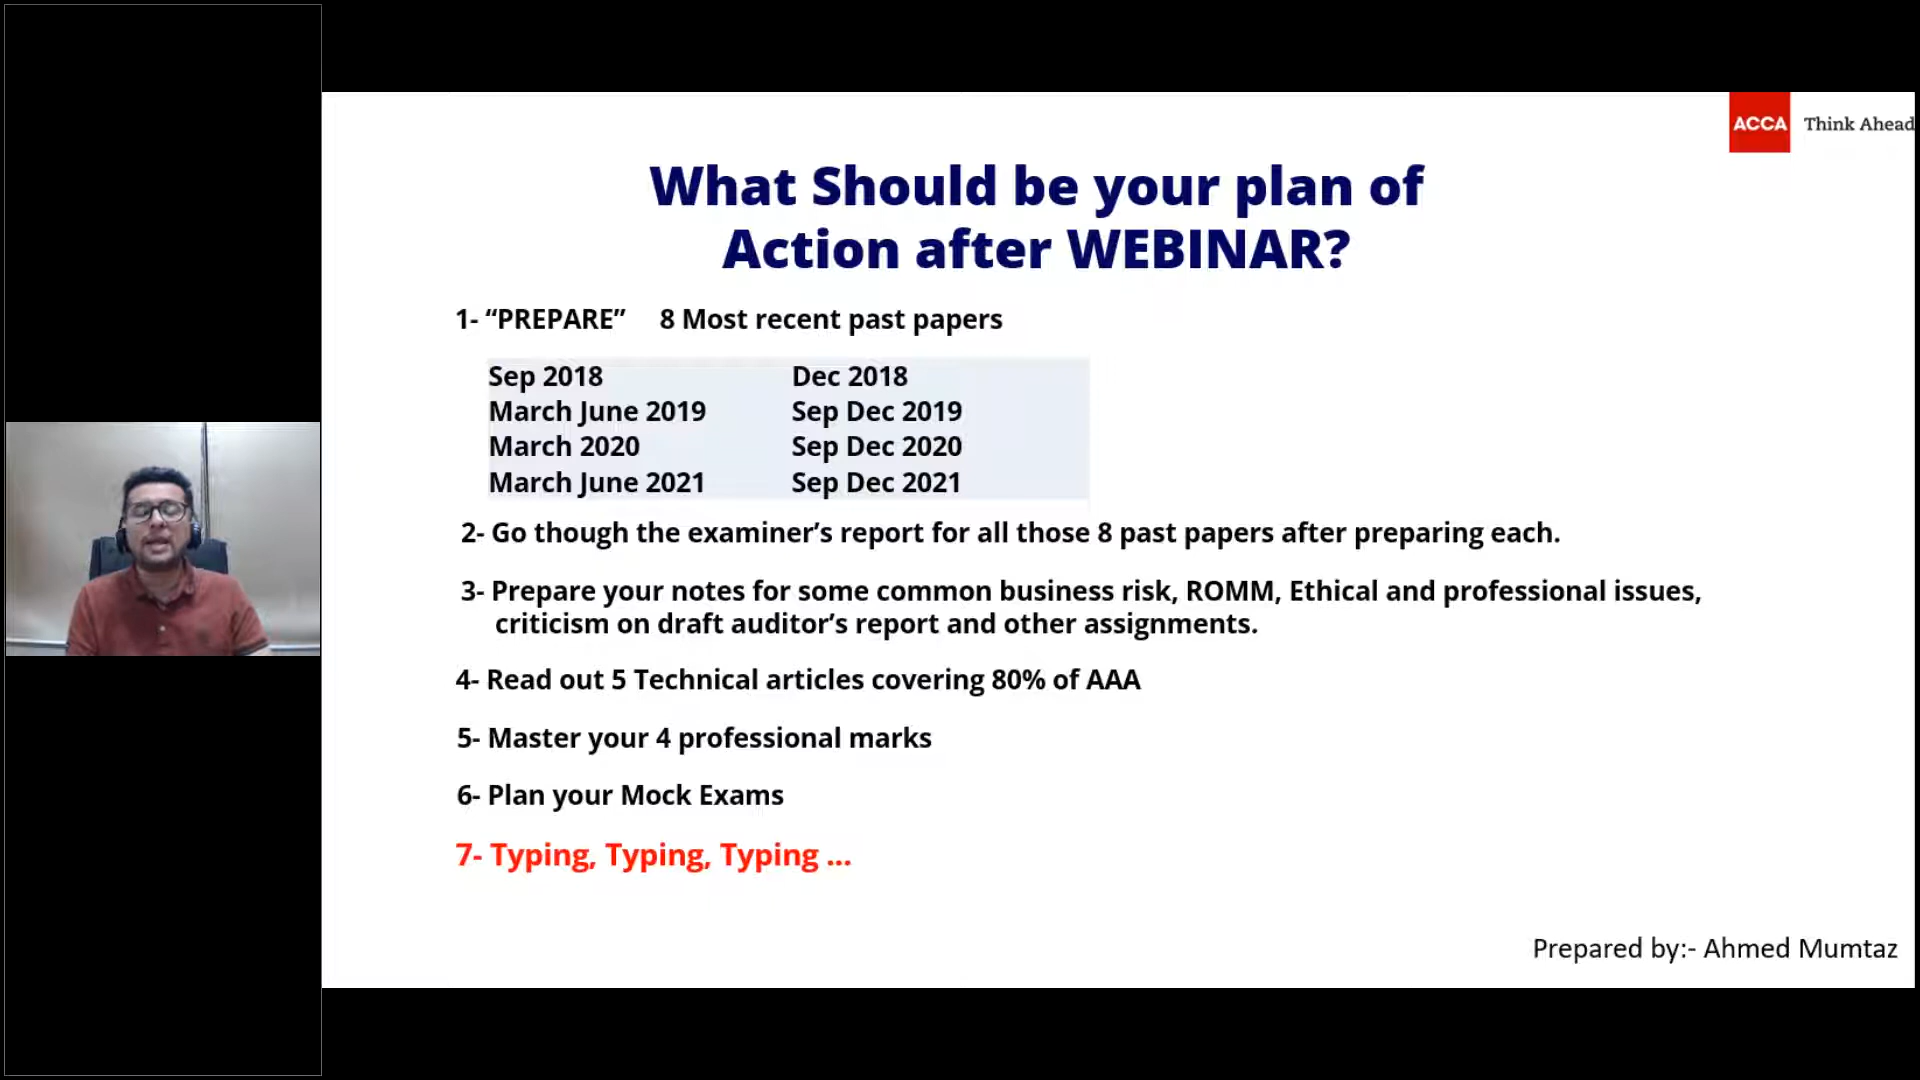 ACCA Think Ahead
What Should be your plan of
Action after WEBINAR?
1- “PREPARE” 8 Most recent past papers
Sep 2018 Dec 2018
March June 2019 Sep Dec 2019
March 2020 Sep Dec 2020
March June 2021 Sep Dec 2021
2- Go though the examiner’s report for all those 8 past papers after preparing each.
3- Prepare your notes for some common business risk, ROMM, Ethical and professional issues,
criticism on draft auditor’s report and other assignments.
4- Read out 5 Technical articles covering 80% of AAA
5- Master your 4 professional marks
6- Plan your Mock Exams
7- Typing, Typing, Typing ...
Prepared by:- Ahmed Mumtaz